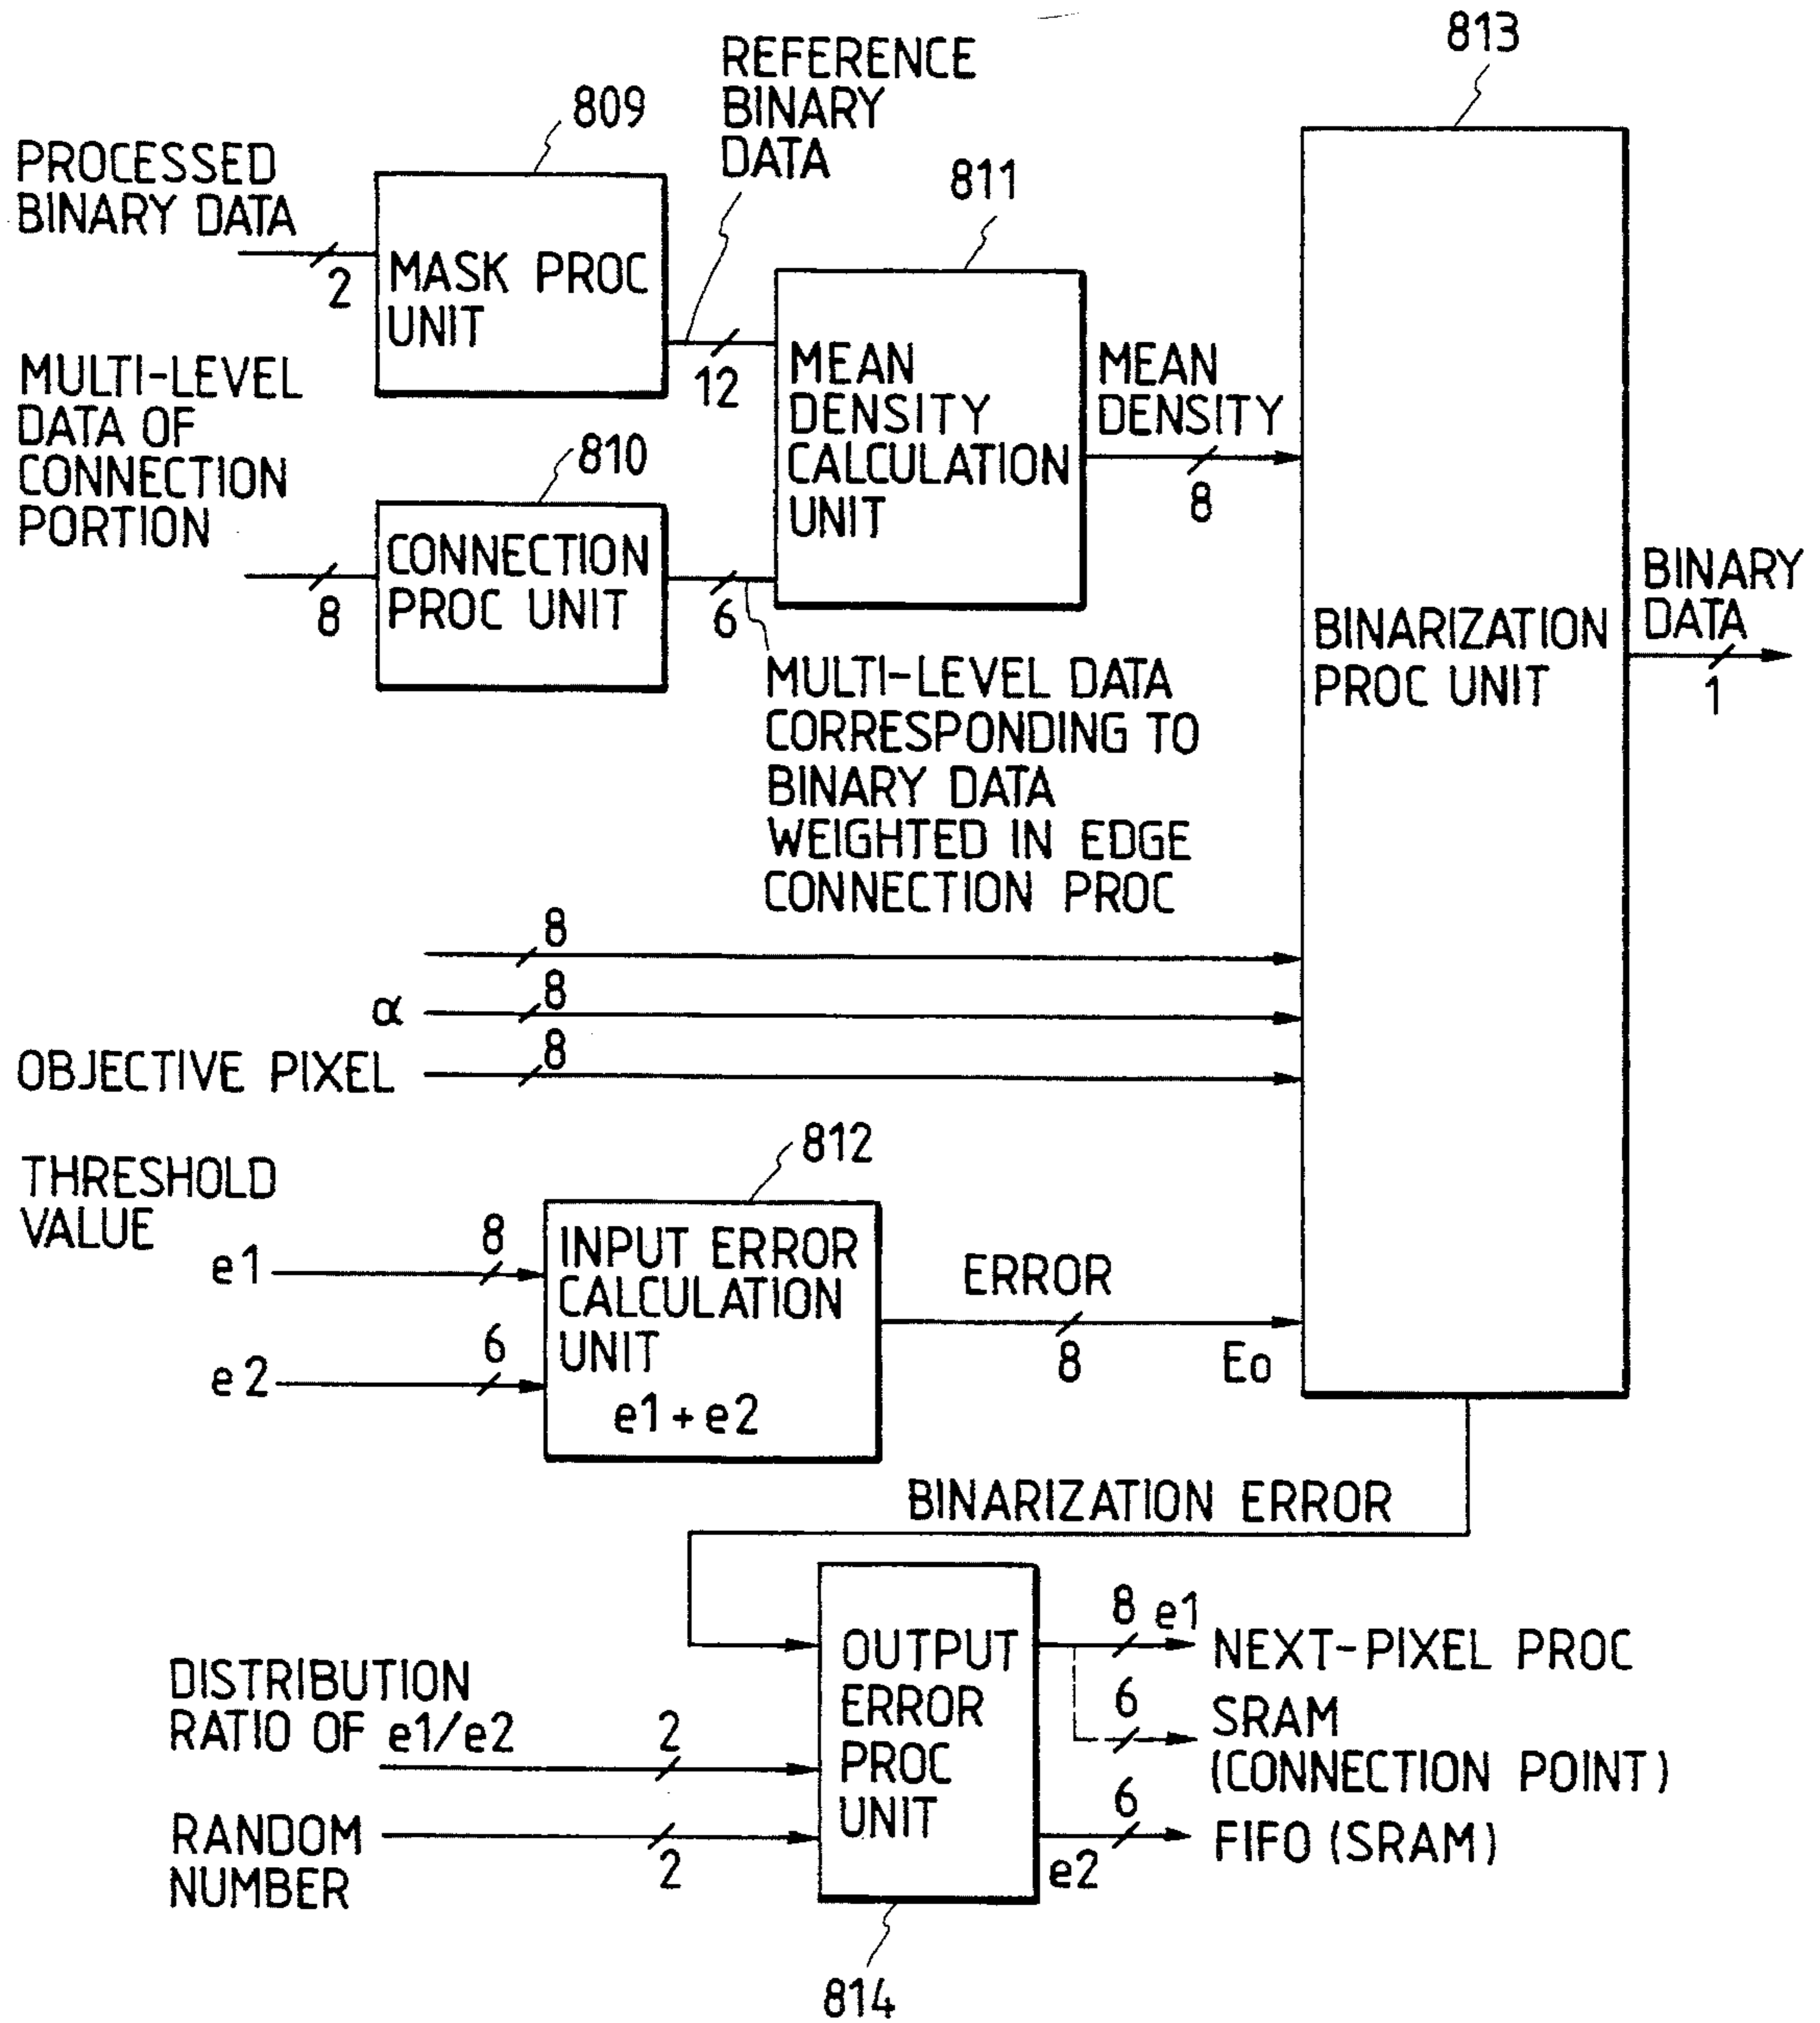 813
REFERENCE
BINARY
DATA
809
PROCESSED
BINARY DATA
811
2
MASK PROC
UNIT
MULTI-LEVEL
DATA OF
CONNECTION
PORTION
12
MEAN
DENSITY
CALCULATION
UNIT
MEAN
DENSITY
8
810
CONNECTION
PROC UNIT
8
6
BINARIZATION
PROC UNIT
BINARY
DATA
1
MULTI-LEVEL DATA
CORRESPONDING TO
BINARY DATA
WEIGHTED IN EDGE
CONNECTION PROC
8
α
8
OBJECTIVE PIXEL
8
812
THRESHOLD
VALUE
e1
8
e2
6
INPUT ERROR
CALCULATION
UNIT
e1+e2
ERROR
8
Eo
BINARIZATION ERROR
OUTPUT
ERROR
PROC
UNIT
8 e1
NEXT-PIXEL PROC
6
SRAM
(CONNECTION POINT)
DISTRIBUTION
RATIO OF e1/e2
2
RANDOM
NUMBER
2
6
e2
FIFO (SRAM)
814